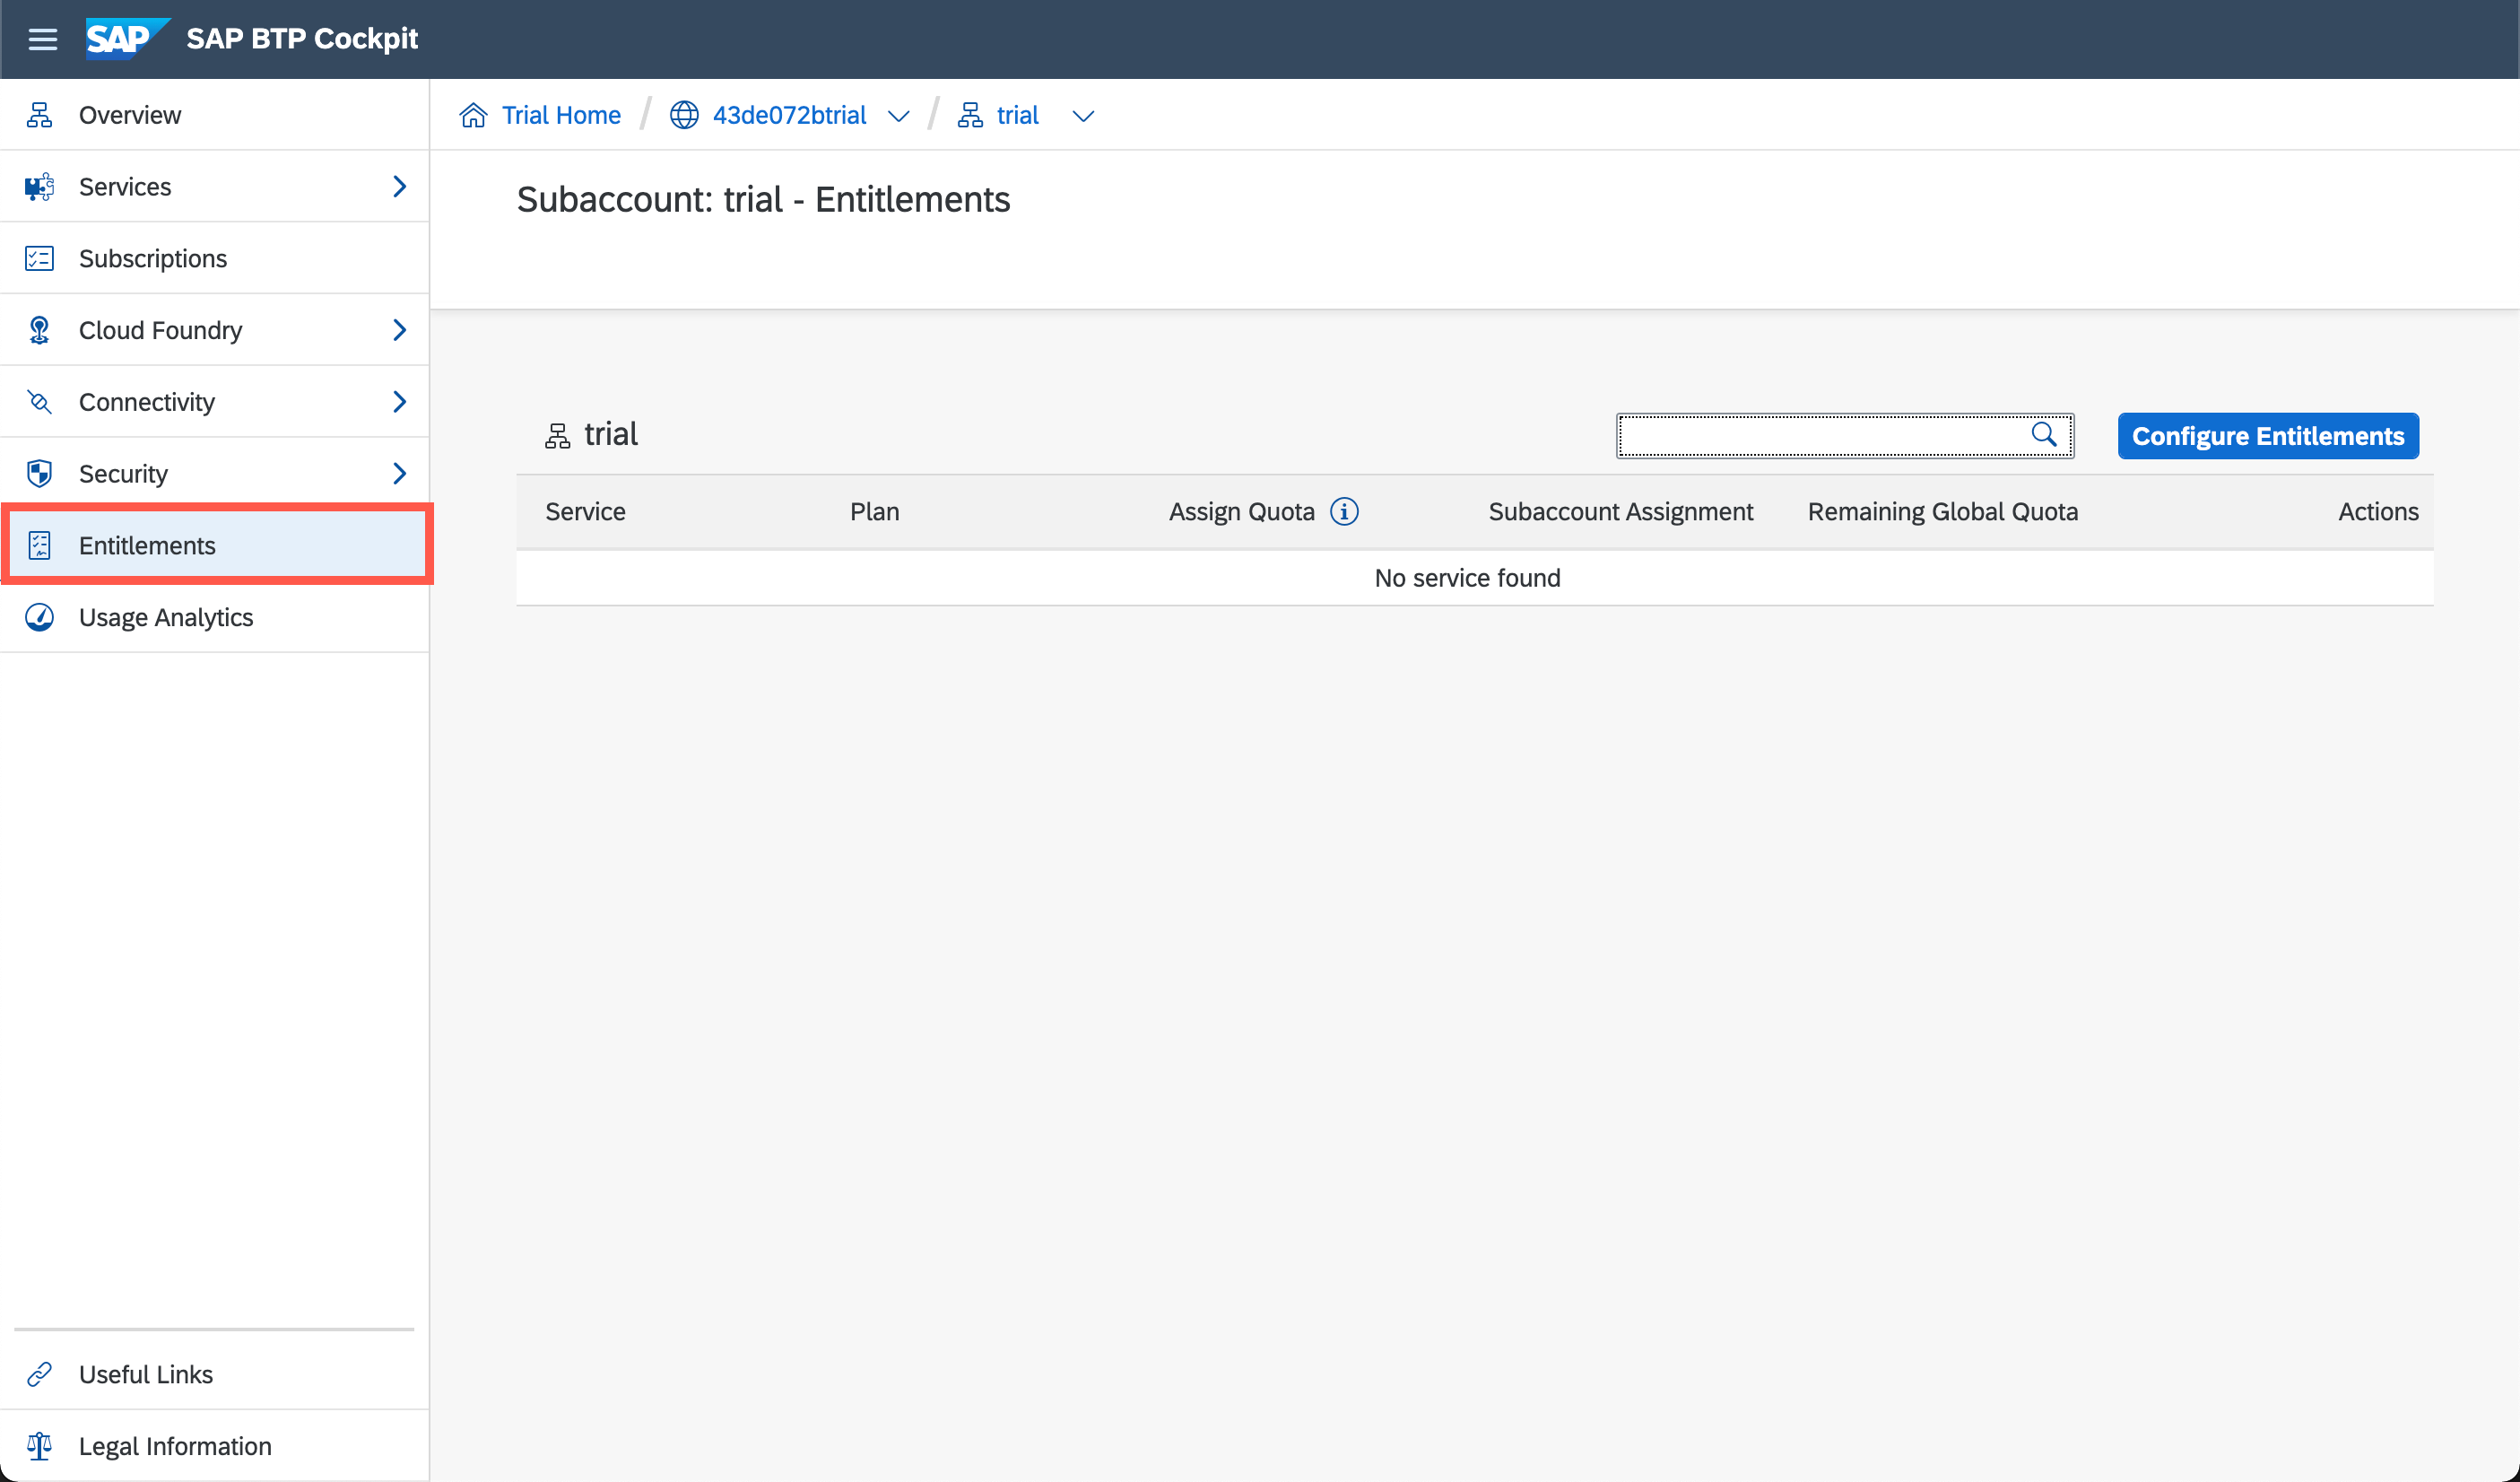 SAP SAP BTP Cockpit
Overview
Services
Subscriptions
Cloud Foundry
Connectivity
Security
Entitlements
Usage Analytics
Useful Links
Legal Information
Trial Home / 43de072btrial / trial
Subaccount: trial - Entitlements
trial
Configure Entitlements
Service Plan Assign Quota Subaccount Assignment Remaining Global Quota Actions
No service found